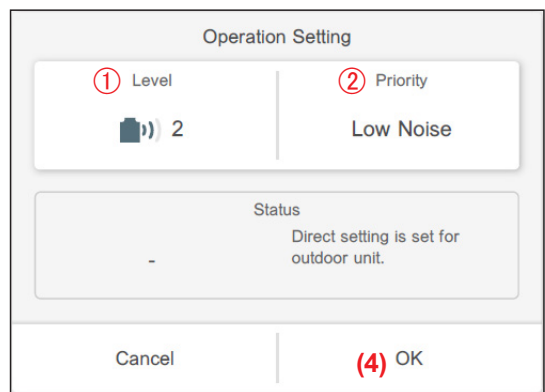 Operation Setting
① Level
② Priority
2
Low Noise
Status
-
Direct setting is set for
outdoor unit.
Cancel
(4) OK